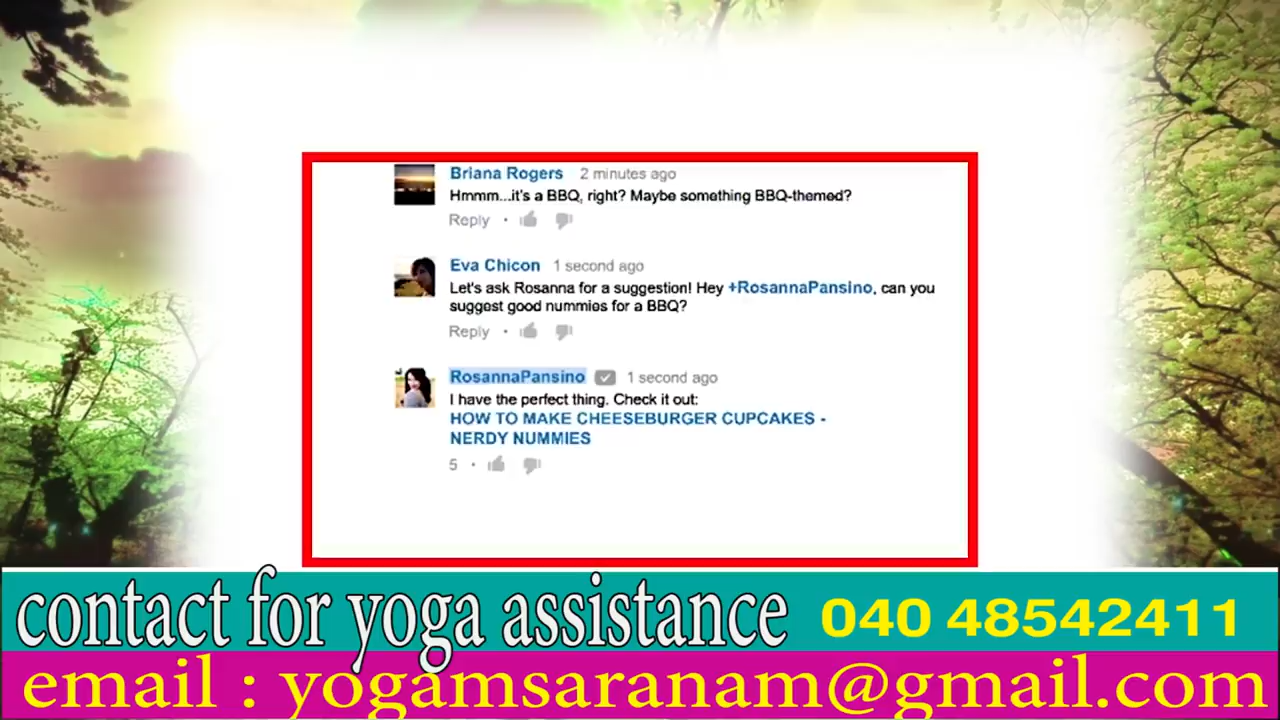 Briana Rogers 2 minutes ago
Hmmm...it's a BBQ, right? Maybe something BBQ-themed?
Reply •
Eva Chicon 1 second ago
Let's ask Rosanna for a suggestion! Hey +RosannaPansino, can you
suggest good nummies for a BBQ?
Reply •
RosannaPansino 1 second ago
I have the perfect thing. Check it out:
HOW TO MAKE CHEESEBURGER CUPCAKES -
NERDY NUMMIES
5 •
contact for yoga assistance 040 48542411
email : yogamsaranam@gmail.com